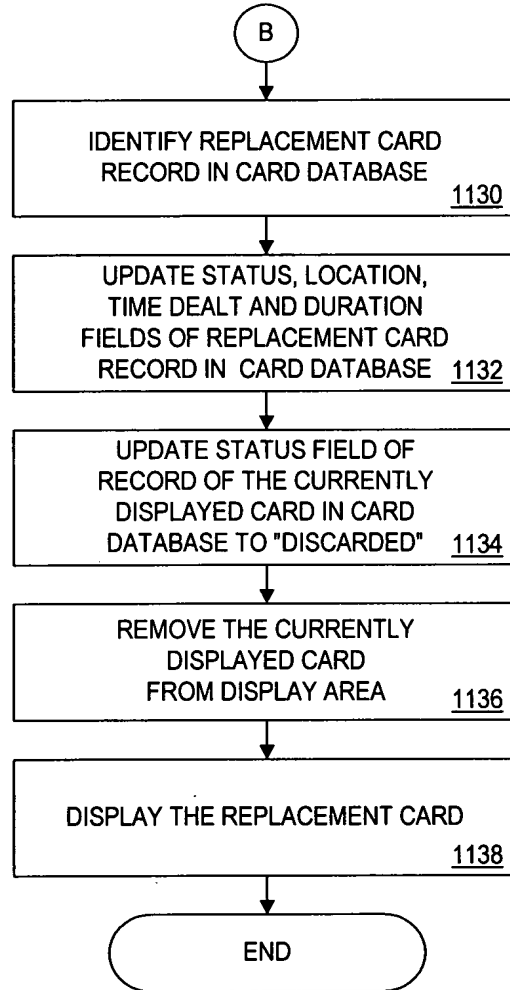 B
IDENTIFY REPLACEMENT CARD
RECORD IN CARD DATABASE
1130
UPDATE STATUS, LOCATION,
TIME DEALT AND DURATION
FIELDS OF REPLACEMENT CARD
RECORD IN CARD DATABASE 1132
UPDATE STATUS FIELD OF
RECORD OF THE CURRENTLY
DISPLAYED CARD IN CARD
DATABASE TO "DISCARDED" 1134
REMOVE THE CURRENTLY
DISPLAYED CARD
FROM DISPLAY AREA 1136
DISPLAY THE REPLACEMENT CARD
1138
END